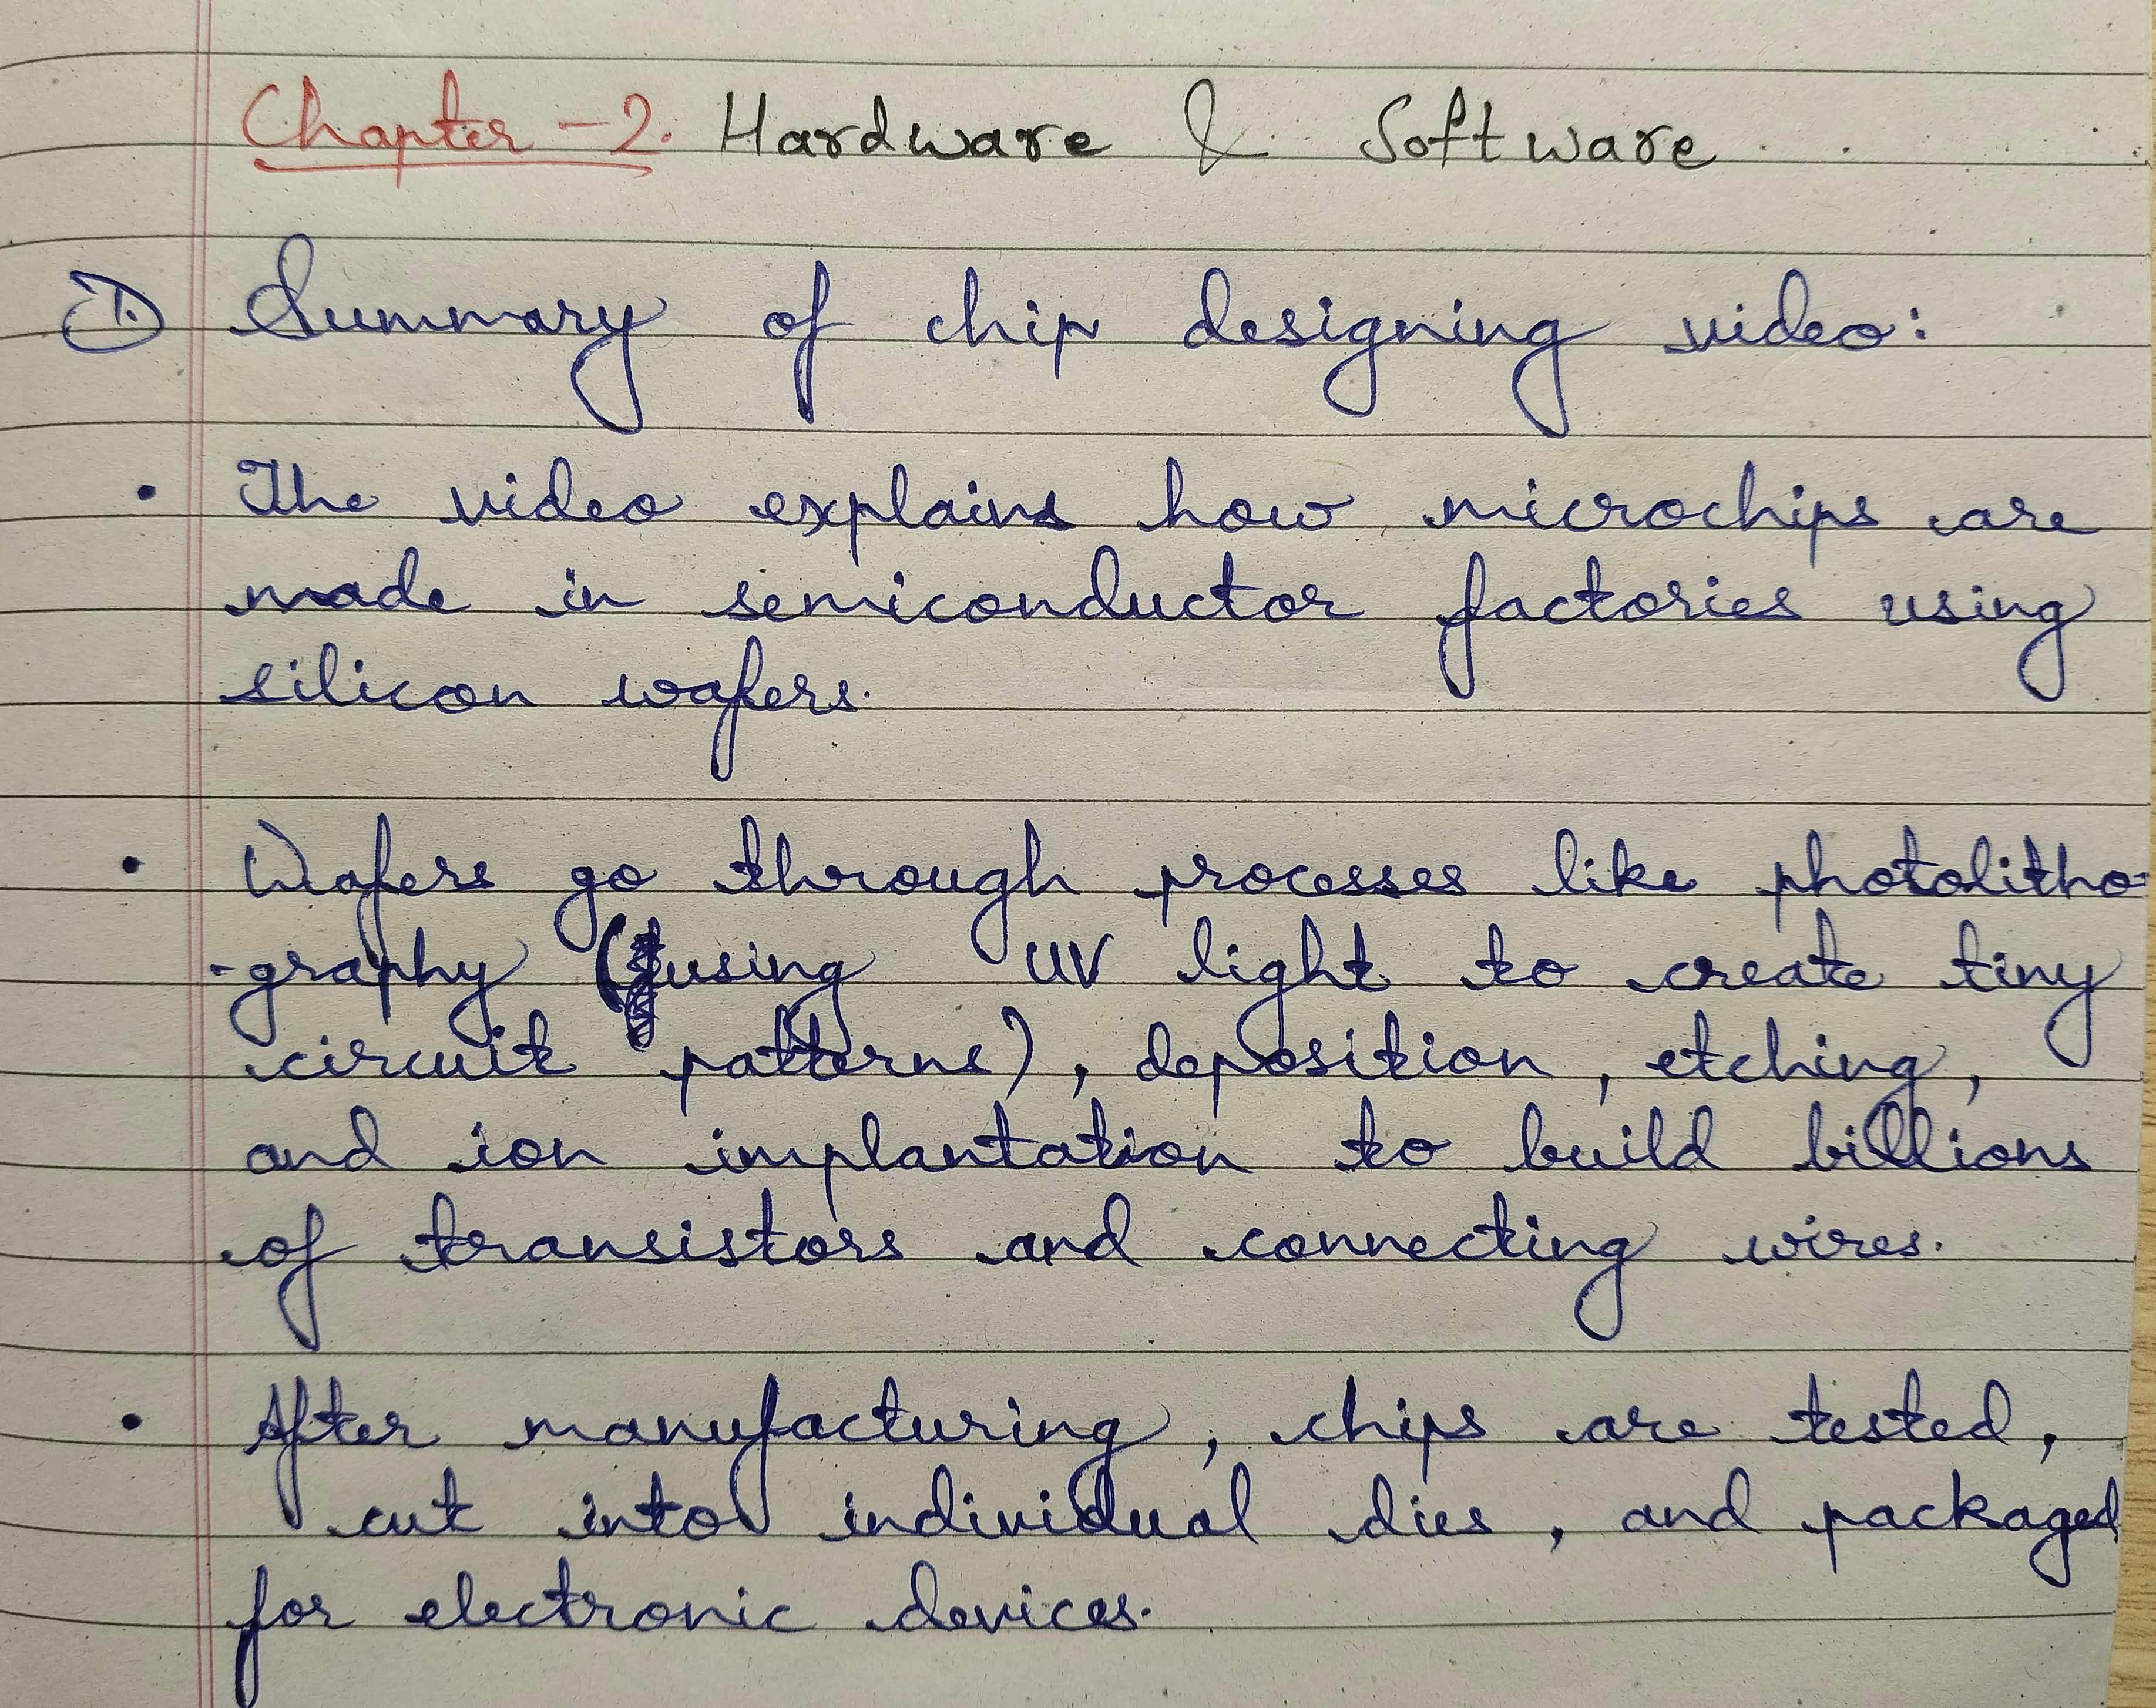 Chapter -2. Hardware & Software
1. Summary of chip designing video:
• The video explains how microchips are
made in semiconductor factories using
silicon wafers.
• Wafers go through processes like photolitho-
-graphy (using UV light to create tiny
circuit patterns), deposition, etching,
and ion implantation to build billions
of transistors and connecting wires.
• After manufacturing, chips are tested,
cut into individual dies, and packaged
for electronic devices.